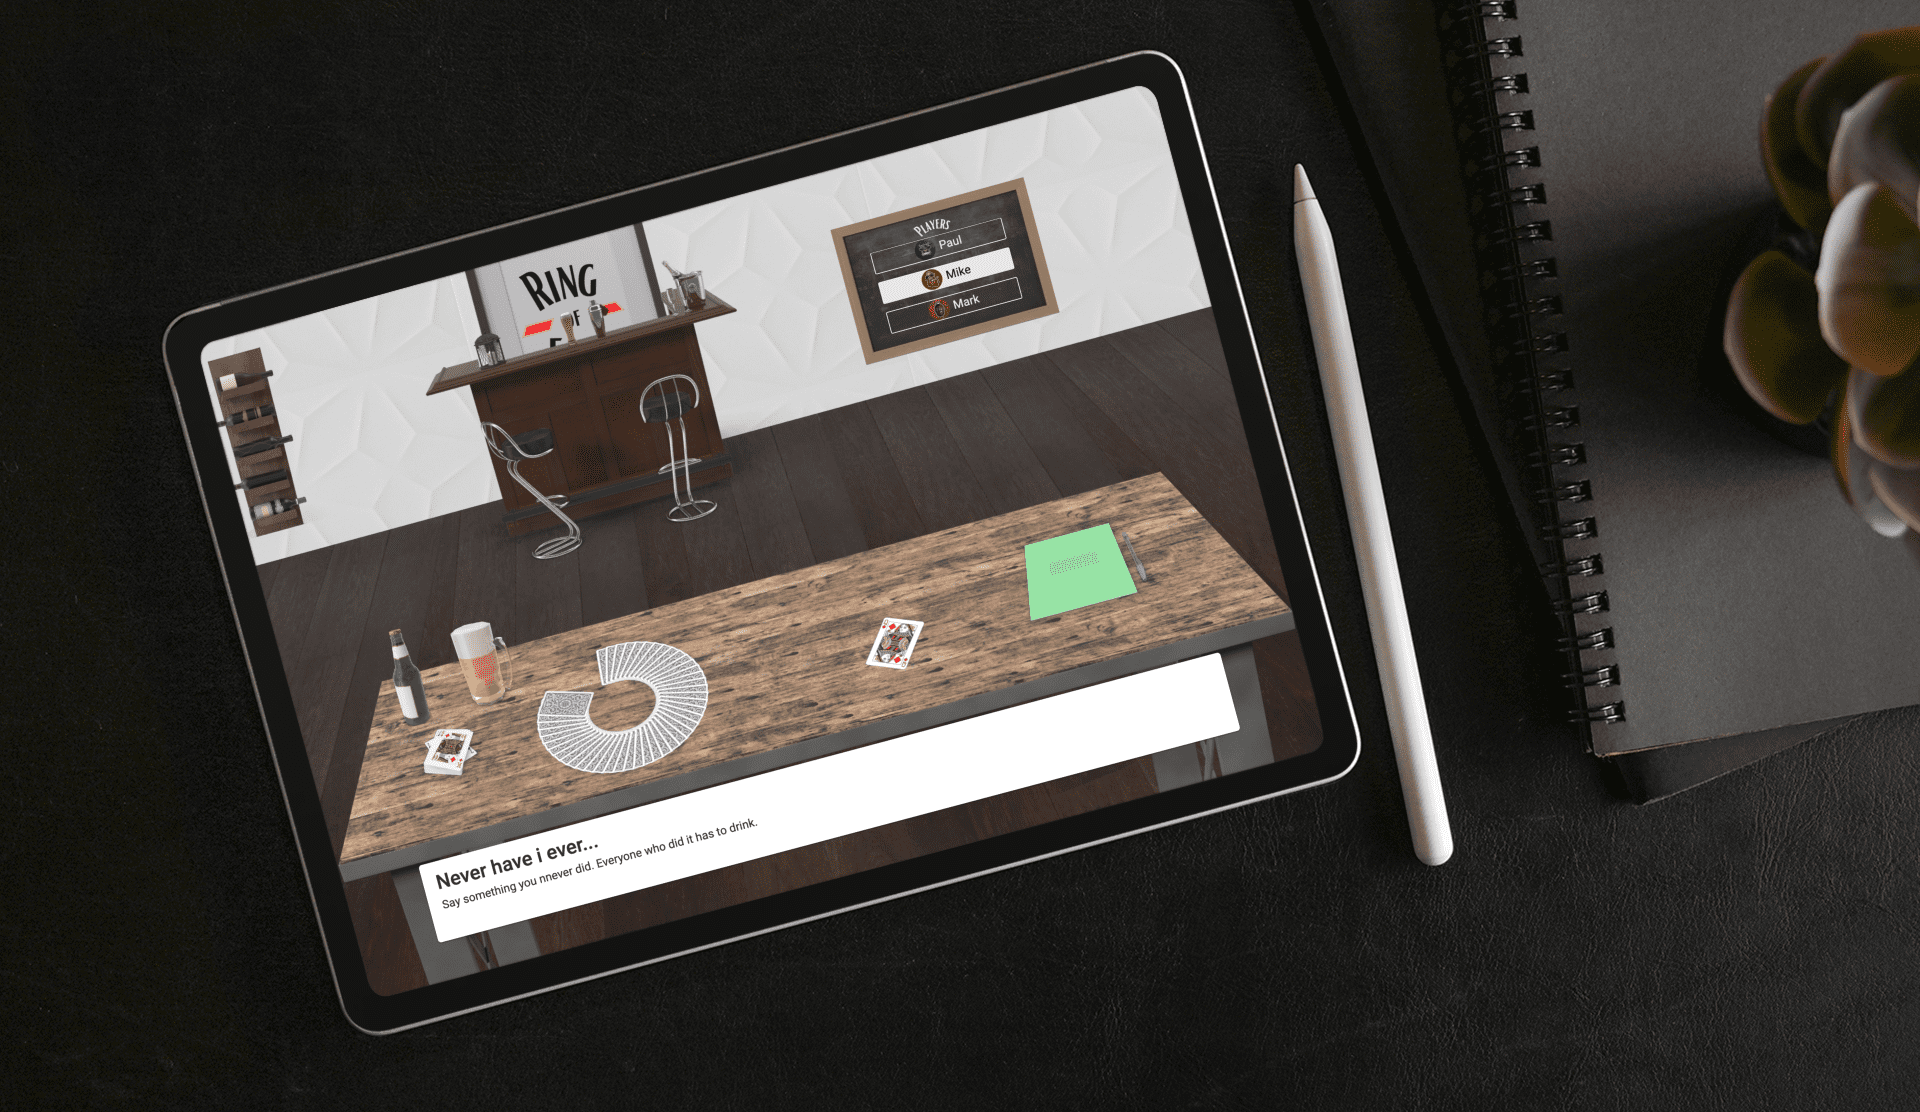 RING
OF
PLAYERS
Paul
Mike
Mark
Never have i ever...
Say something you nnever did. Everyone who did it has to drink.